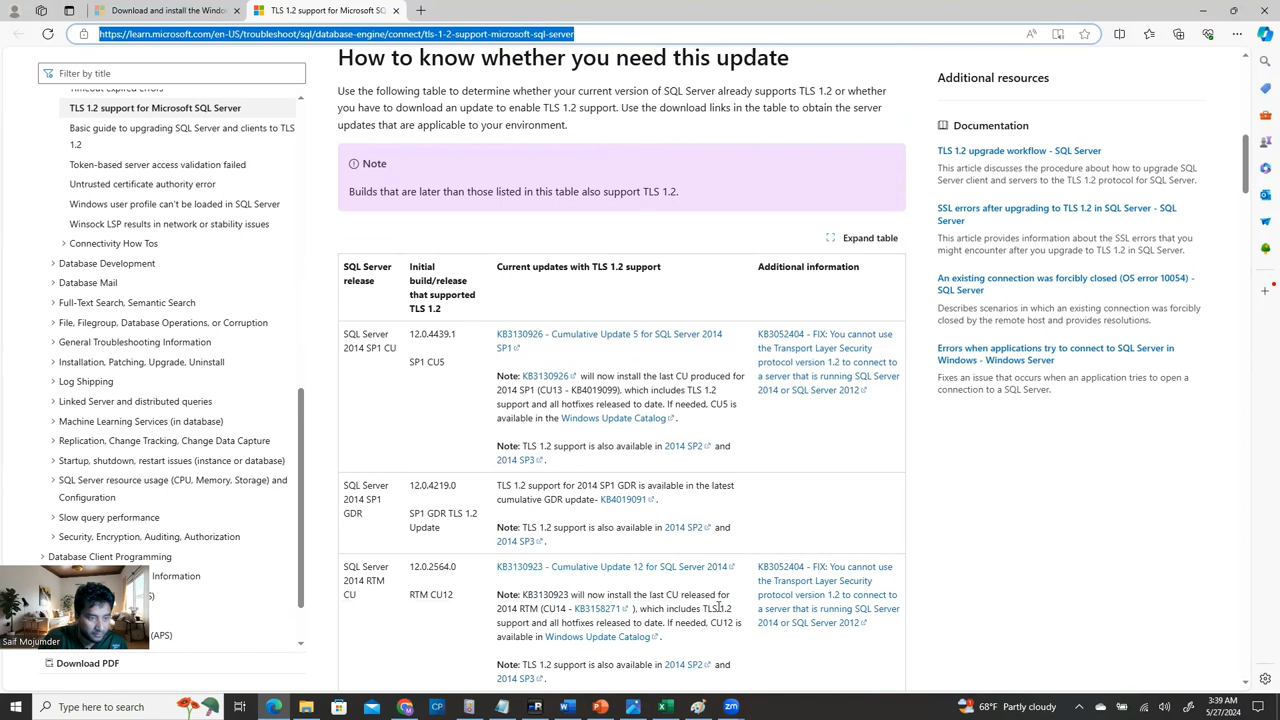 Download and install the Window
TLS 1.2 support for Microsoft SQ
https://learn.microsoft.com/en-US/troubleshoot/sql/database-engine/connect/tls-1-2-support-microsoft-sql-server
Filter by title
Timeout expired errors
TLS 1.2 support for Microsoft SQL Server
Basic guide to upgrading SQL Server and clients to TLS
1.2
Token-based server access validation failed
Untrusted certificate authority error
Windows user profile can't be loaded in SQL Server
Winsock LSP results in network or stability issues
Connectivity How Tos
Database Development
Database Mail
Full-Text Search, Semantic Search
File, Filegroup, Database Operations, or Corruption
General Troubleshooting Information
Installation, Patching, Upgrade, Uninstall
Log Shipping
Linked Server and distributed queries
Machine Learning Services (in database)
Replication, Change Tracking, Change Data Capture
Startup, shutdown, restart issues (instance or database)
SQL Server resource usage (CPU, Memory, Storage) and
Configuration
Slow query performance
Security, Encryption, Auditing, Authorization
Database Client Programming
Information
S)
(APS)
Saif Mojumder
Download PDF
How to know whether you need this update
Use the following table to determine whether your current version of SQL Server already supports TLS 1.2 or whether
you have to download an update to enable TLS 1.2 support. Use the download links in the table to obtain the server
updates that are applicable to your environment.
Note
Builds that are later than those listed in this table also support TLS 1.2.
Expand table
SQL Server
release
Initial
build/release
that supported
TLS 1.2
Current updates with TLS 1.2 support
Additional information
SQL Server
2014 SP1 CU
12.0.4439.1
SP1 CU5
KB3130926 - Cumulative Update 5 for SQL Server 2014
SP1
Note: KB3130926 will now install the last CU produced for
2014 SP1 (CU13 - KB4019099), which includes TLS 1.2
support and all hotfixes released to date. If needed, CU5 is
available in the Windows Update Catalog.
Note: TLS 1.2 support is also available in 2014 SP2 and
2014 SP3.
KB3052404 - FIX: You cannot use
the Transport Layer Security
protocol version 1.2 to connect to
a server that is running SQL Server
2014 or SQL Server 2012
SQL Server
2014 SP1
GDR
12.0.4219.0
SP1 GDR TLS 1.2
Update
TLS 1.2 support for 2014 SP1 GDR is available in the latest
cumulative GDR update- KB4019091.
Note: TLS 1.2 support is also available in 2014 SP2 and
2014 SP3.
SQL Server
2014 RTM
CU
12.0.2564.0
RTM CU12
KB3130923 - Cumulative Update 12 for SQL Server 2014
Note: KB3130923 will now install the last CU released for
2014 RTM (CU14 - KB3158271 ), which includes TLS 1.2
support and all hotfixes released to date. If needed, CU12 is
available in Windows Update Catalog.
Note: TLS 1.2 support is also available in 2014 SP2 and
2014 SP3.
KB3052404 - FIX: You cannot use
the Transport Layer Security
protocol version 1.2 to connect to
a server that is running SQL Server
2014 or SQL Server 2012
Additional resources
Documentation
TLS 1.2 upgrade workflow - SQL Server
This article discusses the procedure about how to upgrade SQL
Server client and servers to the TLS 1.2 protocol for SQL Server.
SSL errors after upgrading to TLS 1.2 in SQL Server - SQL
Server
This article provides information about the SSL errors that you
might encounter after you upgrade to TLS 1.2 in SQL Server.
An existing connection was forcibly closed (OS error 10054) -
SQL Server
Describes scenarios in which an existing connection was forcibly
closed by the remote host and provides resolutions.
Errors when applications try to connect to SQL Server in
Windows - Windows Server
Fixes an issue that occurs when an application tries to open a
connection to a SQL Server.
Type here to search
68°F Partly cloudy
3:39 AM
5/27/2024